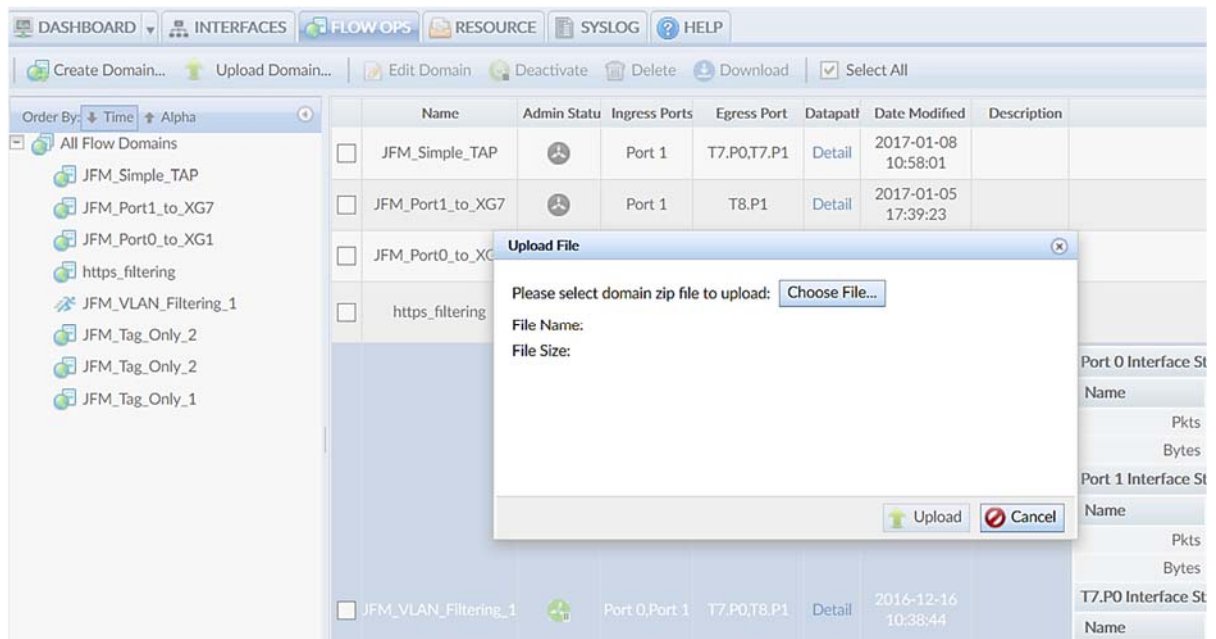 DASHBOARD INTERFACES FLOW OPS RESOURCE SYSLOG HELP
Create Domain... Upload Domain... Edit Domain Deactivate Delete Download Select All
Order By: Time Alpha
All Flow Domains
JFM_Simple_TAP
JFM_Port1_to_XG7
JFM_Port0_to_XG1
https_filtering
JFM_VLAN_Filtering_1
JFM_Tag_Only_2
JFM_Tag_Only_2
JFM_Tag_Only_1
Name Admin Statu Ingress Ports Egress Port Datapath Date Modified Description
JFM_Simple_TAP Port 1 T7.P0,T7.P1 Detail 2017-01-08
10:58:01
JFM_Port1_to_XG7 Port 1 T8.P1 Detail 2017-01-05
17:39:23
JFM_Port0_to_XG
https_filtering
Upload File
Please select domain zip file to upload: Choose File...
File Name:
File Size:
Upload Cancel
Port 0 Interface St
Name
Pkts
Bytes
Port 1 Interface St
Name
Pkts
Bytes
T7.P0 Interface St
Name
JFM_VLAN_Filtering_1 Port 0,Port 1 T7.P0,T8.P1 Detail 2016-12-16
10:38:44